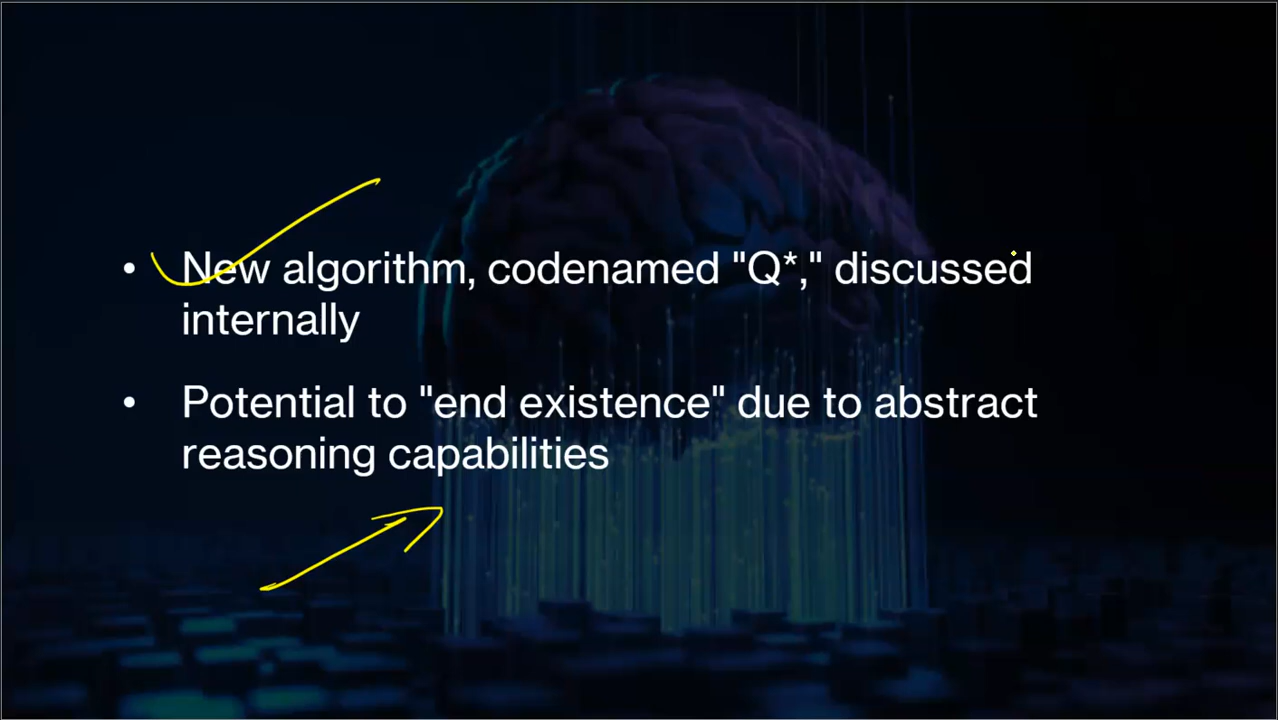 • New algorithm, codenamed "Q*," discussed
internally
• Potential to "end existence" due to abstract
reasoning capabilities